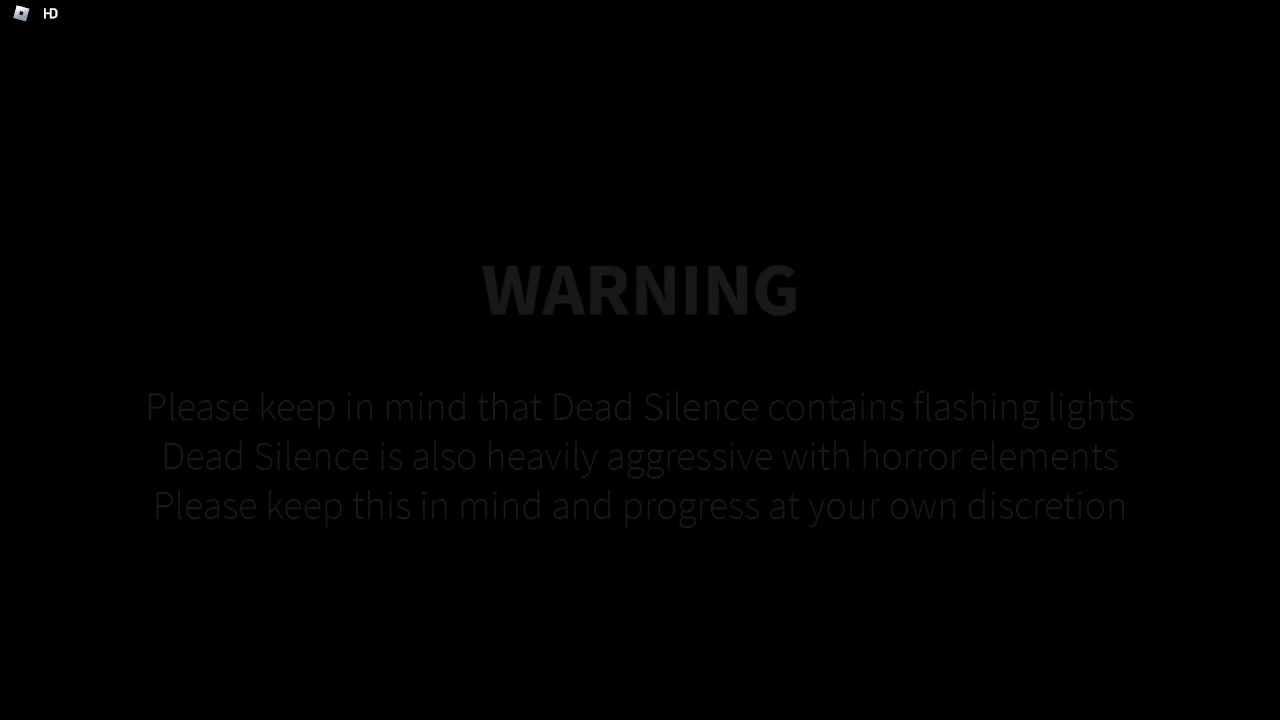 HD
WARNING
Please keep in mind that Dead Silence contains flashing lights
Dead Silence is also heavily aggressive with horror elements
Please keep this in mind and progress at your own discretion